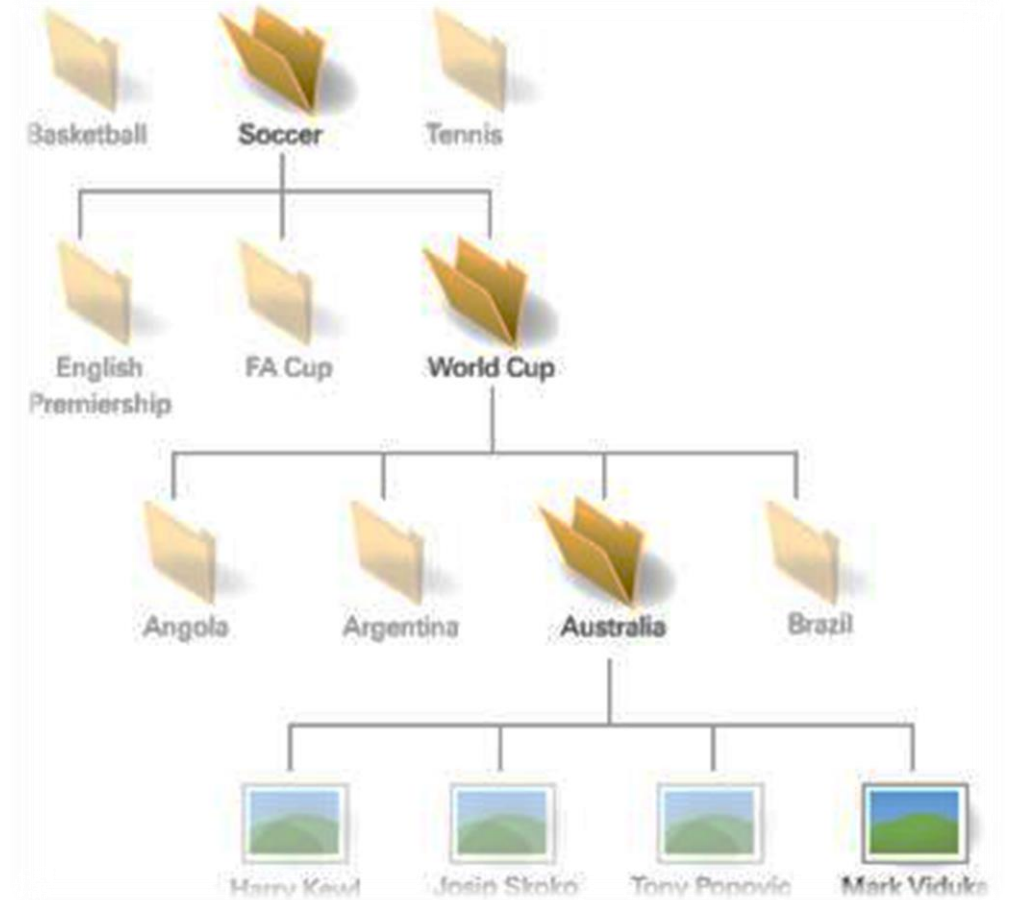 Basketball Soccer Tennis
English FA Cup World Cup
Premiership
Angola Argentina Australia Brazil
Harry Kewl Josip Skoko Tony Popovic Mark Viduka